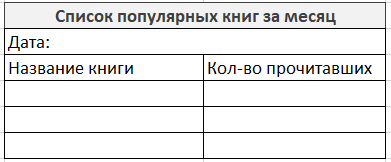 Список популярных книг за месяц
Дата:
Название книги Кол-во прочитавших